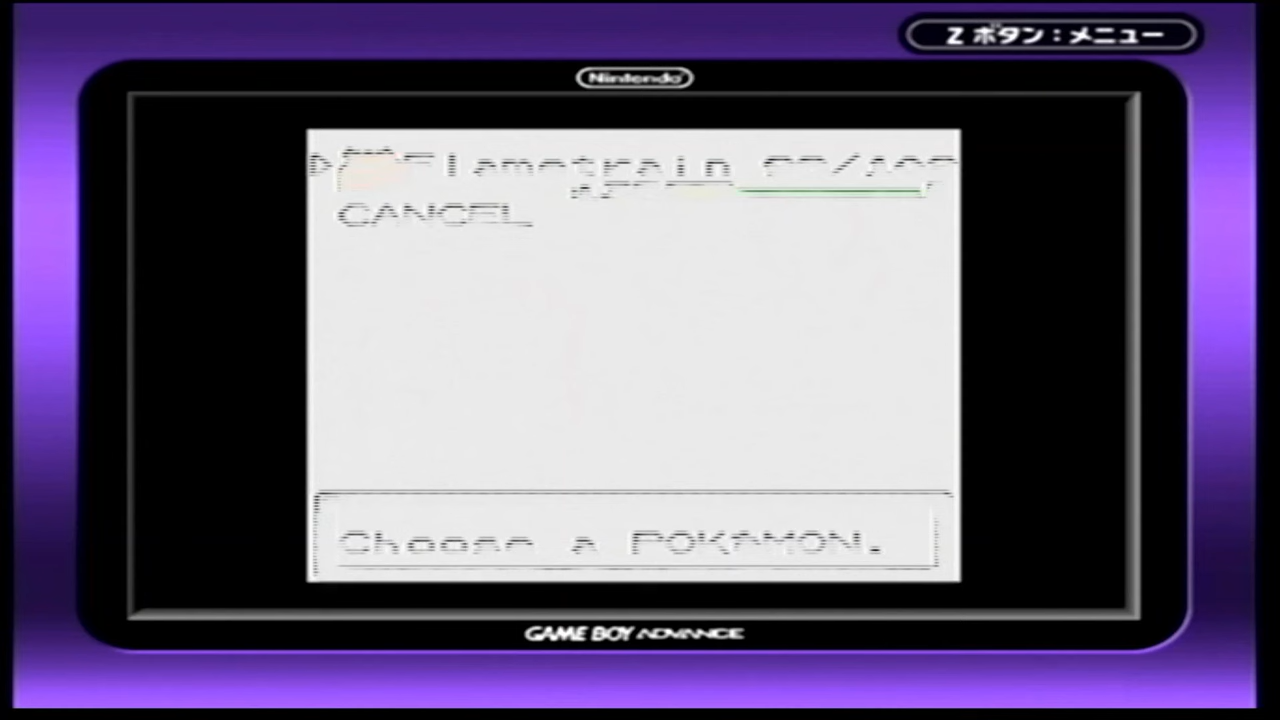 Z ボタン：メニュー
Nintendo
CANCEL
Choose a POKéMON.
GAME BOY ADVANCE